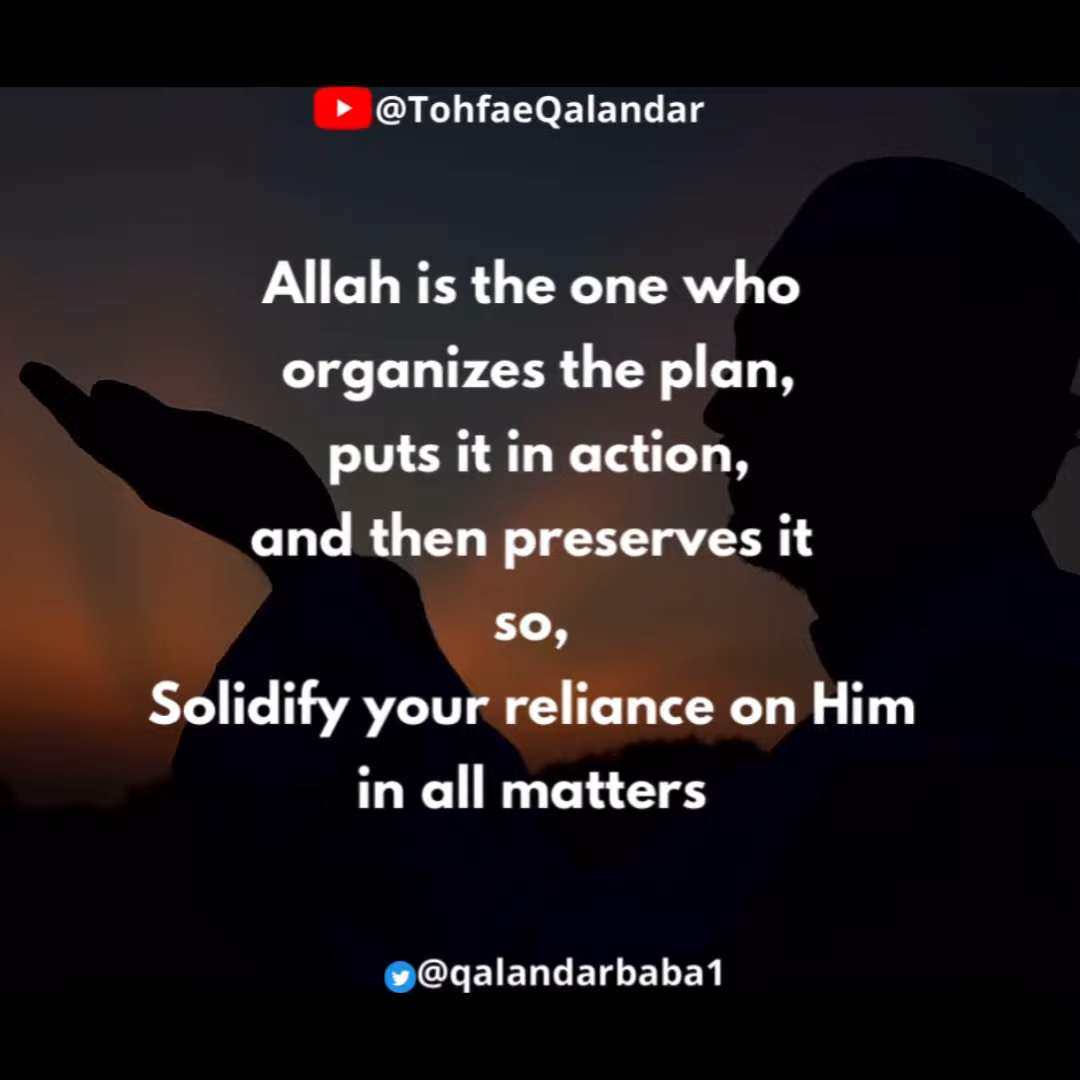 @TohfaeQalandar
Allah is the one who
organizes the plan,
puts it in action,
and then preserves it
so,
Solidify your reliance on Him
in all matters
@qalandarbaba1